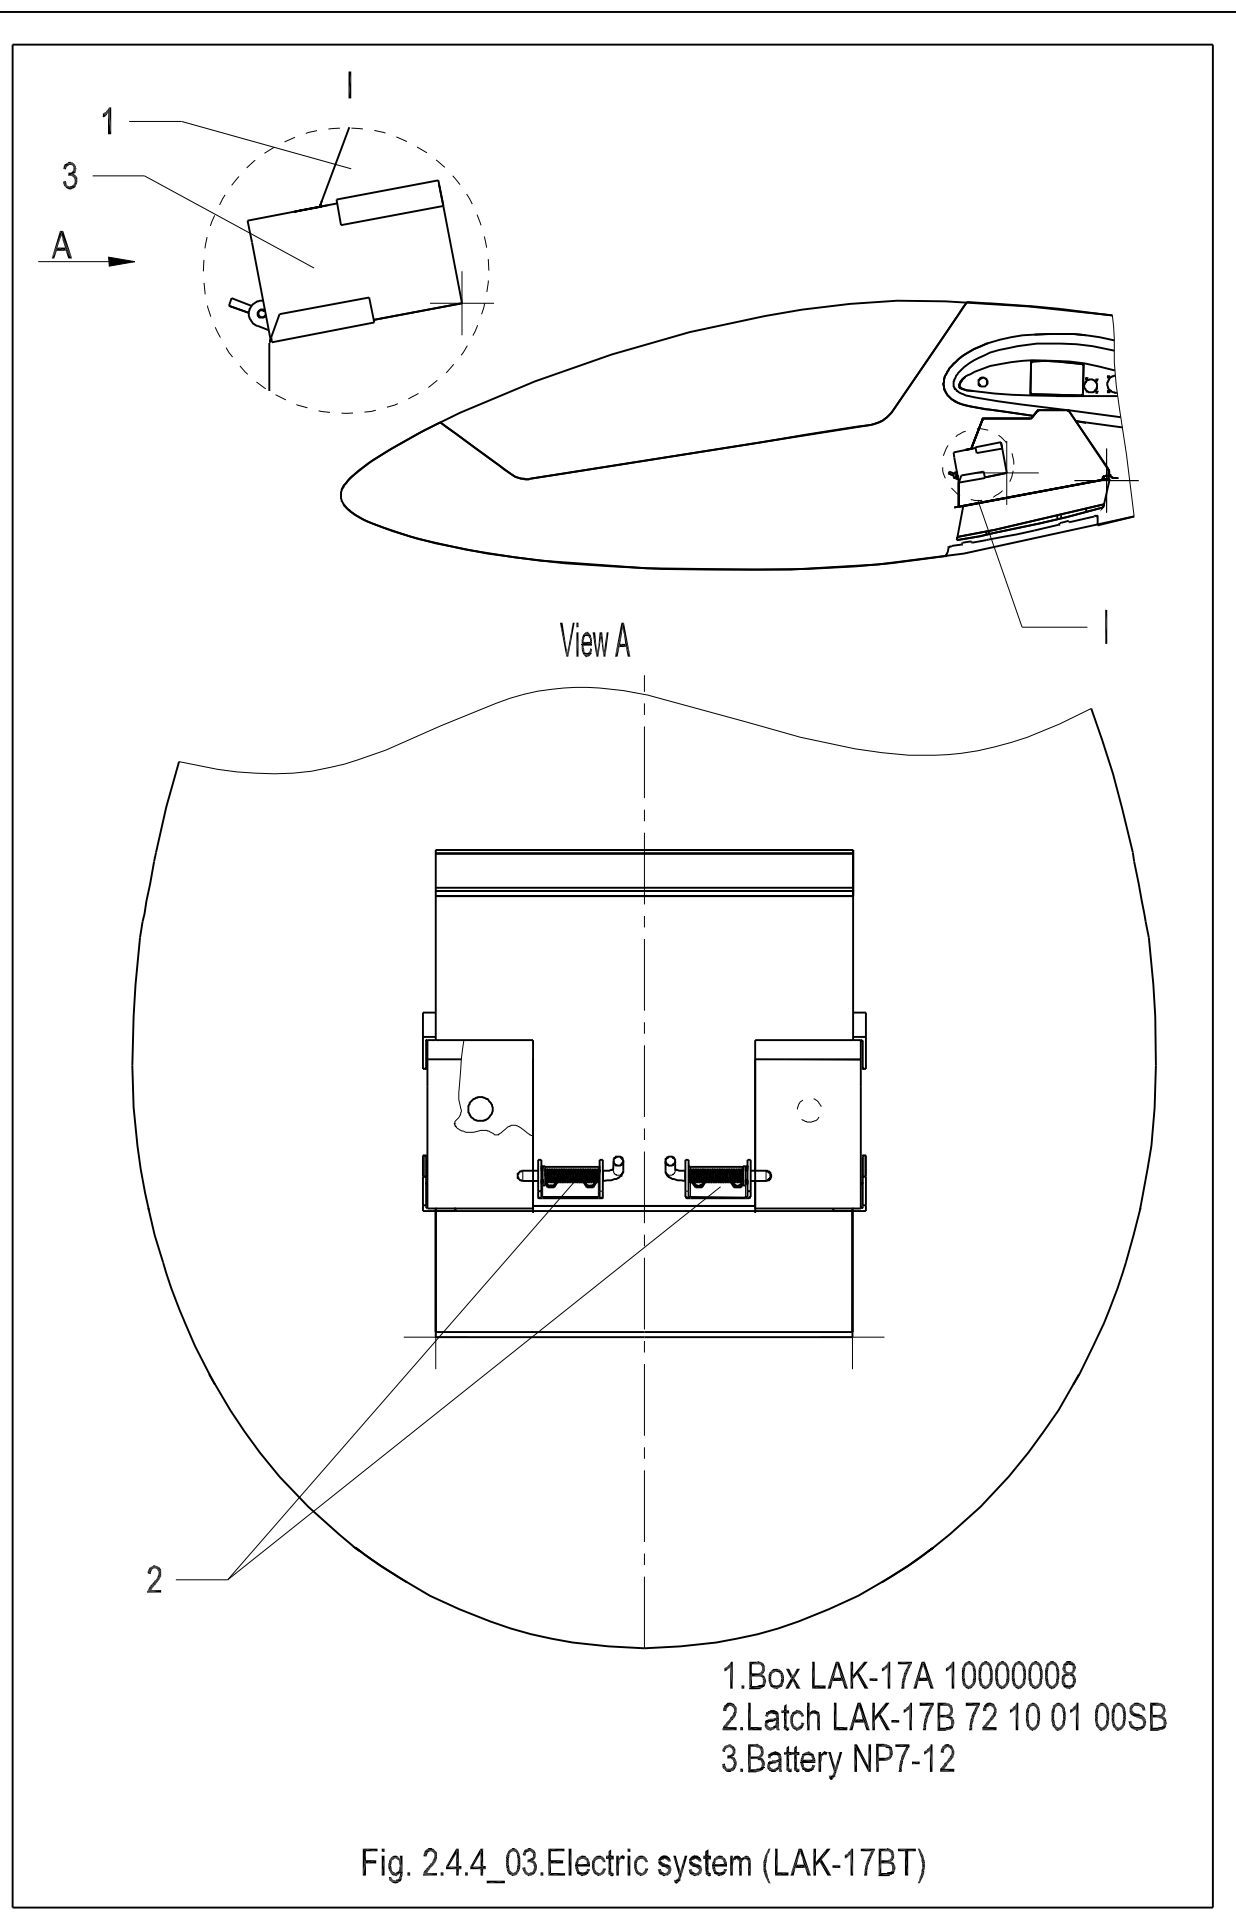 I
1
3
A
I
View A
2
1.Box LAK-17A 10000008
2.Latch LAK-17B 72 10 01 00SB
3.Battery NP7-12
Fig. 2.4.4_03.Electric system (LAK-17BT)